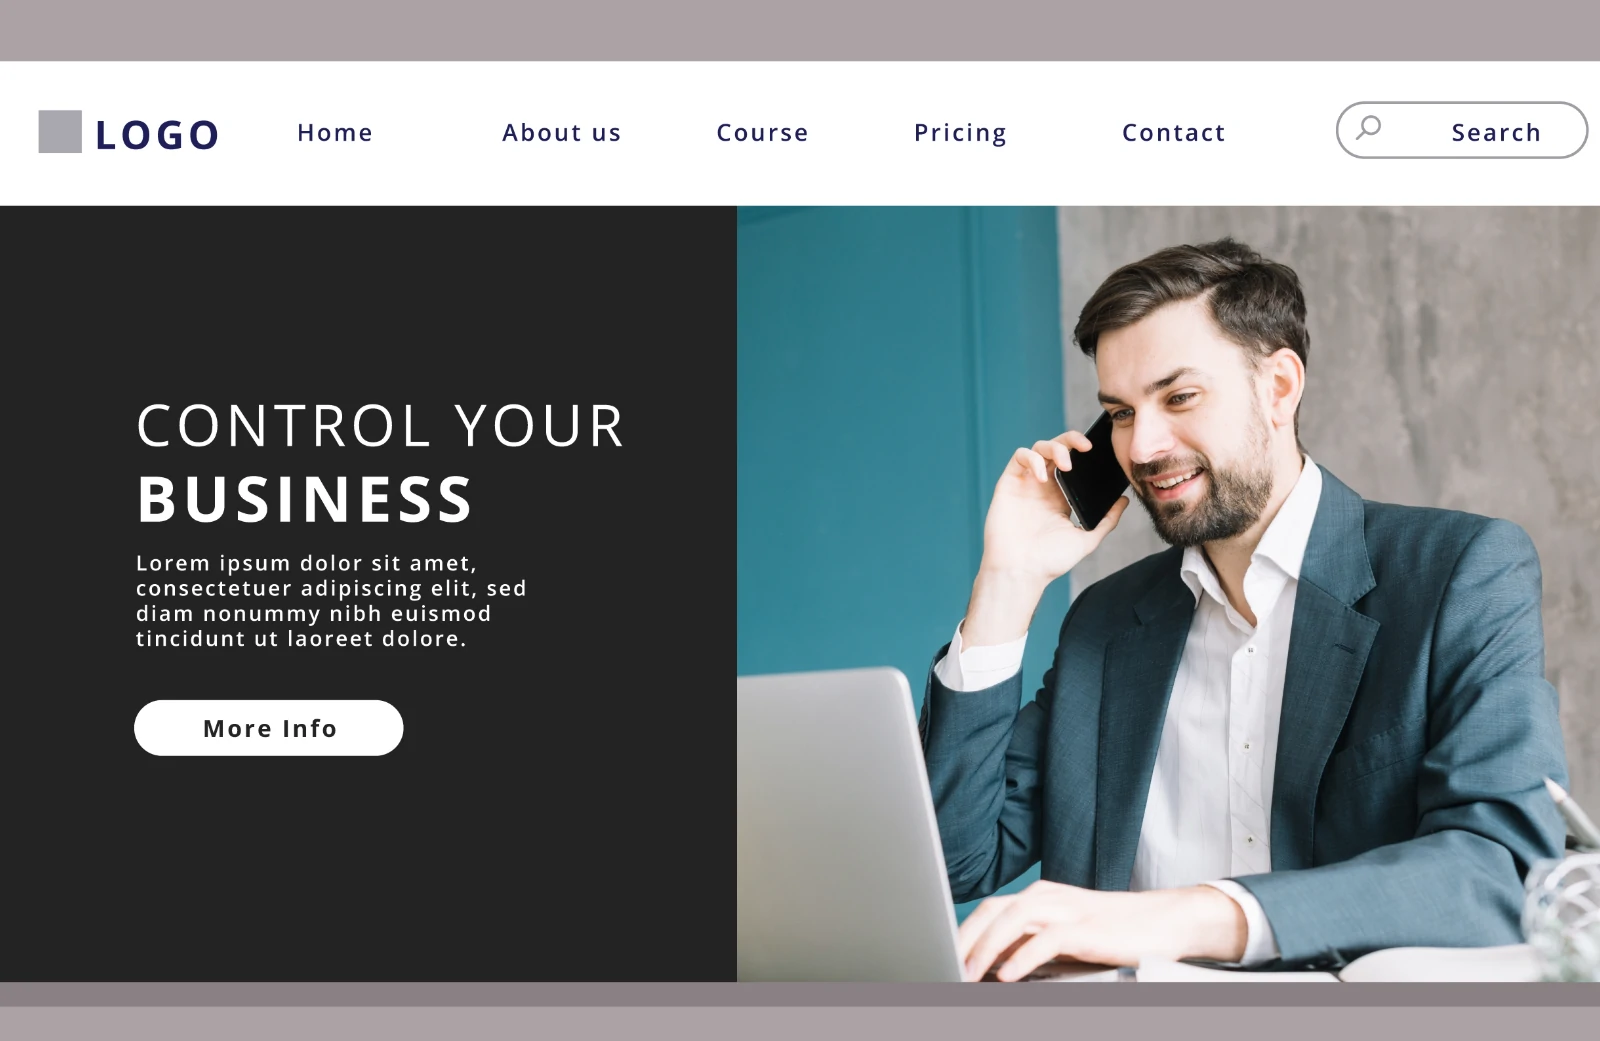 LOGO
Home
About us
Course
Pricing
Contact
Search
CONTROL YOUR
BUSINESS
Lorem ipsum dolor sit amet,
consectetuer adipiscing elit, sed
diam nonummy nibh euismod
tincidunt ut laoreet dolore.
More Info